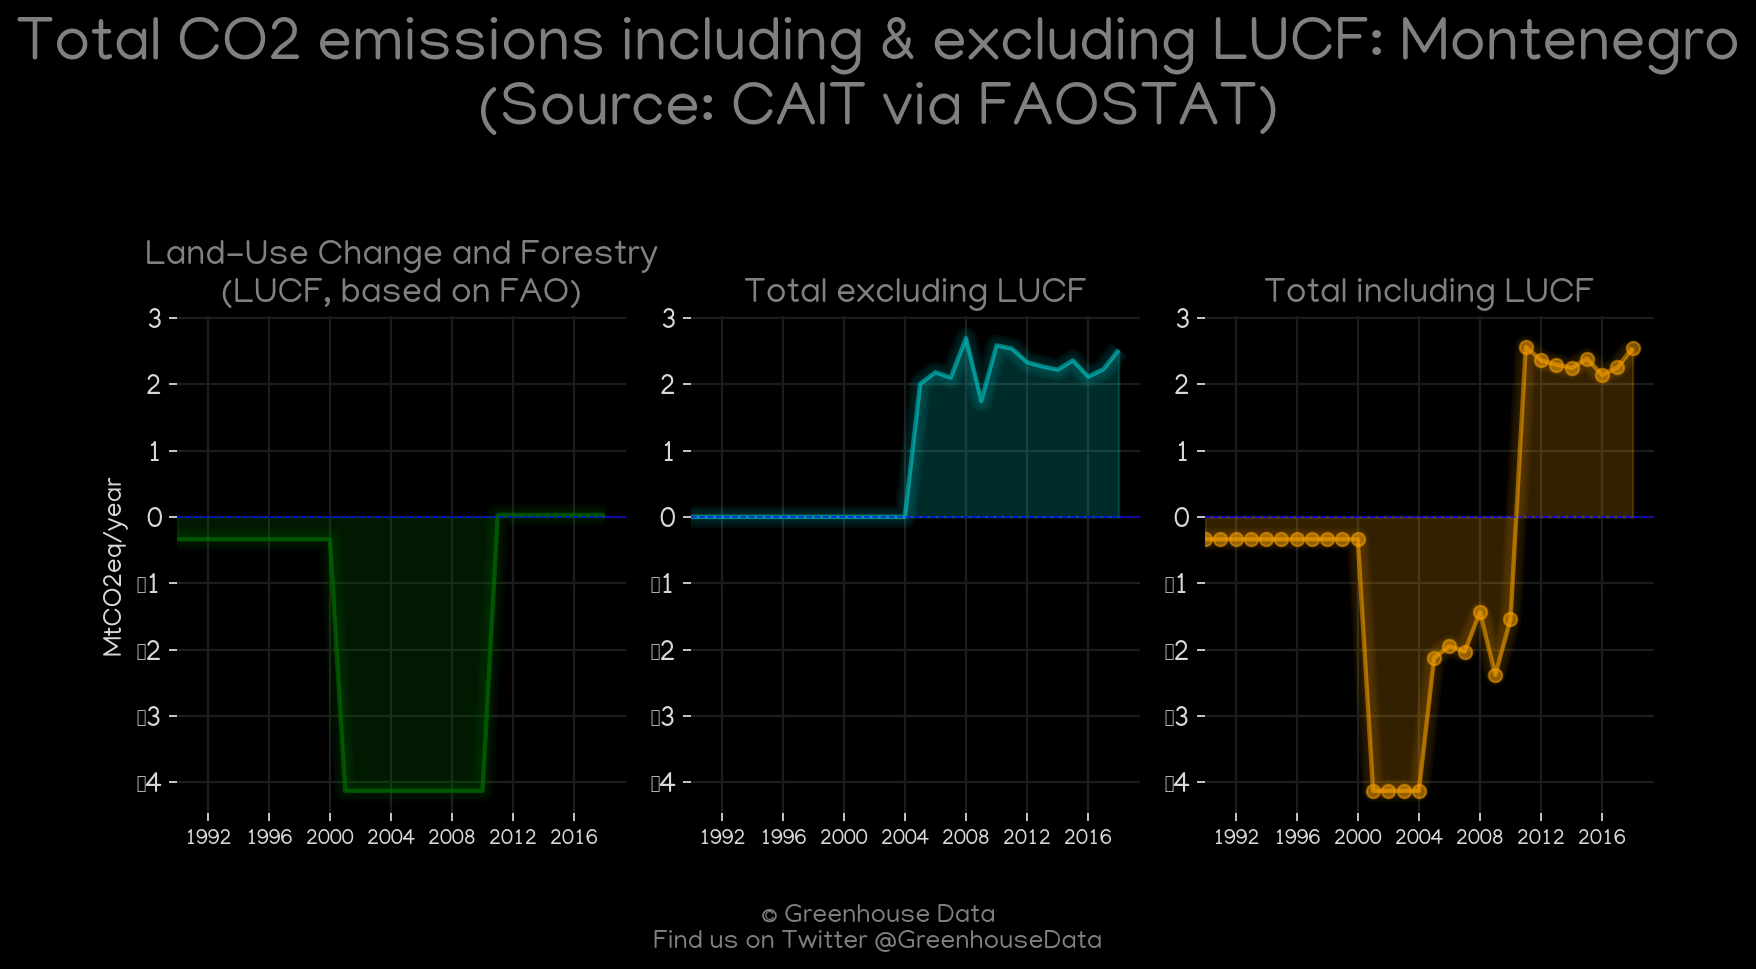 Total CO2 emissions including & excluding LUCF: Montenegro
(Source: CAIT via FAOSTAT)
Land-Use Change and Forestry
(LUCF, based on FAO)
MtCO2eq/year
3
2
1
0
▯1
▯2
▯3
▯4
1992 1996 2000 2004 2008 2012 2016
Total excluding LUCF
3
2
1
0
▯1
▯2
▯3
▯4
1992 1996 2000 2004 2008 2012 2016
Total including LUCF
3
2
1
0
▯1
▯2
▯3
▯4
1992 1996 2000 2004 2008 2012 2016
© Greenhouse Data
Find us on Twitter @GreenhouseData